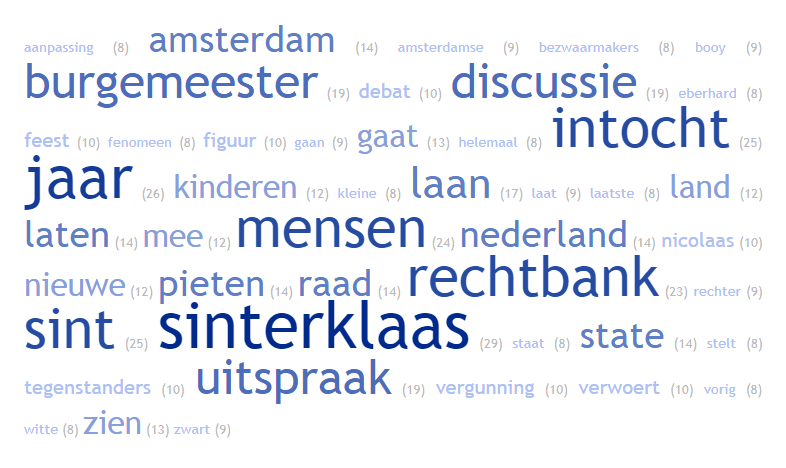 aanpassing (8) amsterdam (14) amsterdamse (9) bezwaarmakers (8) booy (9)
burgemeester (19) debat (10) discussie (19) eberhard (8)
feest (10) fenomeen (8) figuur (10) gaan (9) gaat (13) helemaal (8) intocht (25)
jaar (26) kinderen (12) kleine (8) laan (17) laat (9) laatste (8) land (12)
laten (14) mee (12) mensen (24) nederland (14) nicolaas (10)
nieuwe (12) pieten (14) raad (14) rechtbank (23) rechter (9)
sint (25) sinterklaas (29) staat (8) state (14) stelt (8)
tegenstanders (10) uitspraak (19) vergunning (10) verwoert (10) vorig (8)
witte (8) zien (13) zwart (9)